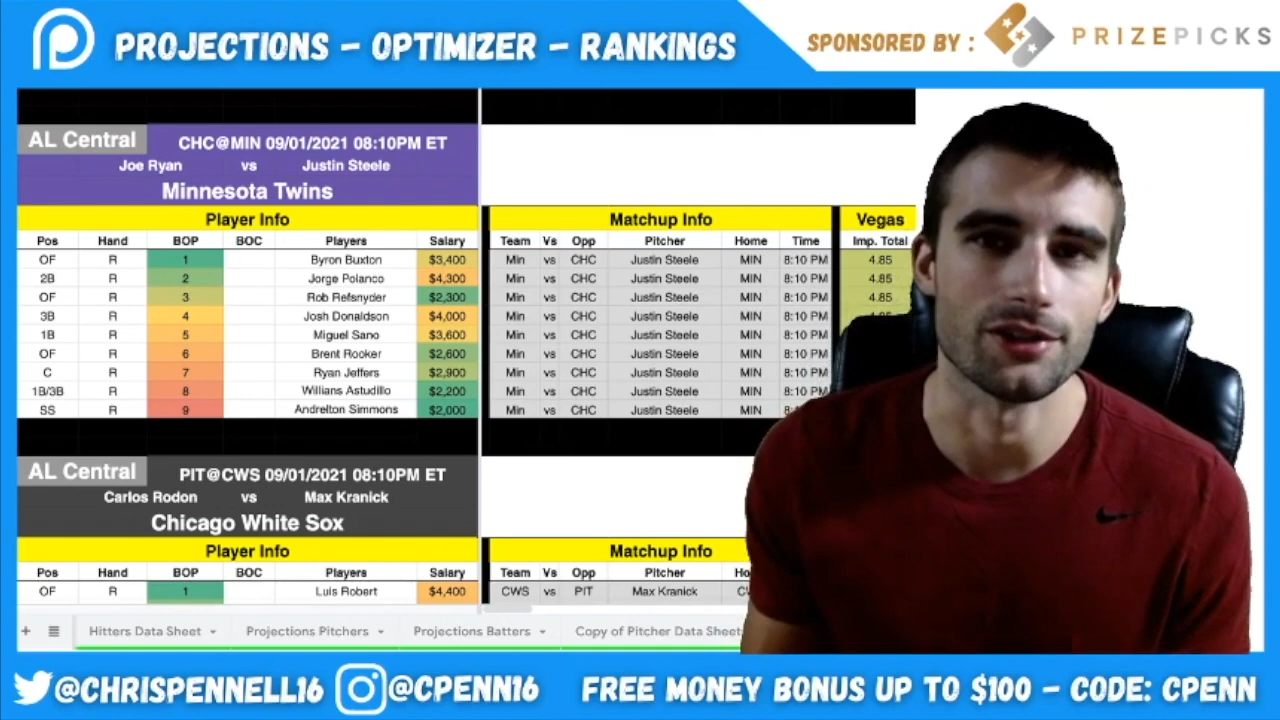 PROJECTIONS - OPTIMIZER - RANKINGS
SPONSORED BY : PRIZEPICKS
AL Central
CHC@MIN 09/01/2021 08:10PM ET
Joe Ryan vs Justin Steele
Minnesota Twins
Player Info Matchup Info Vegas
Pos Hand BOP BOC Players Salary Team Vs Opp Pitcher Home Time Imp. Total
OF R 1 Byron Buxton $3,400 Min vs CHC Justin Steele MIN 8:10 PM 4.85
2B R 2 Jorge Polanco $4,300 Min vs CHC Justin Steele MIN 8:10 PM 4.85
OF R 3 Rob Refsnyder $2,300 Min vs CHC Justin Steele MIN 8:10 PM 4.85
3B R 4 Josh Donaldson $4,000 Min vs CHC Justin Steele MIN 8:10 PM
1B R 5 Miguel Sano $3,600 Min vs CHC Justin Steele MIN 8:10 PM
OF R 6 Brent Rooker $2,600 Min vs CHC Justin Steele MIN 8:10 PM
C R 7 Ryan Jeffers $2,900 Min vs CHC Justin Steele MIN 8:10 PM
1B/3B R 8 Willians Astudillo $2,200 Min vs CHC Justin Steele MIN 8:10 PM
SS R 9 Andrelton Simmons $2,000 Min vs CHC Justin Steele MIN
AL Central
PIT@CWS 09/01/2021 08:10PM ET
Carlos Rodon vs Max Kranick
Chicago White Sox
Player Info Matchup Info
Pos Hand BOP BOC Players Salary Team Vs Opp Pitcher
OF R 1 Luis Robert $4,400 CWS vs PIT Max Kranick
+ Hitters Data Sheet Projections Pitchers Projections Batters Copy of Pitcher Data Sheet
@CHRISPENNELL16 @CPENN16 FREE MONEY BONUS UP TO $100 - CODE: CPENN